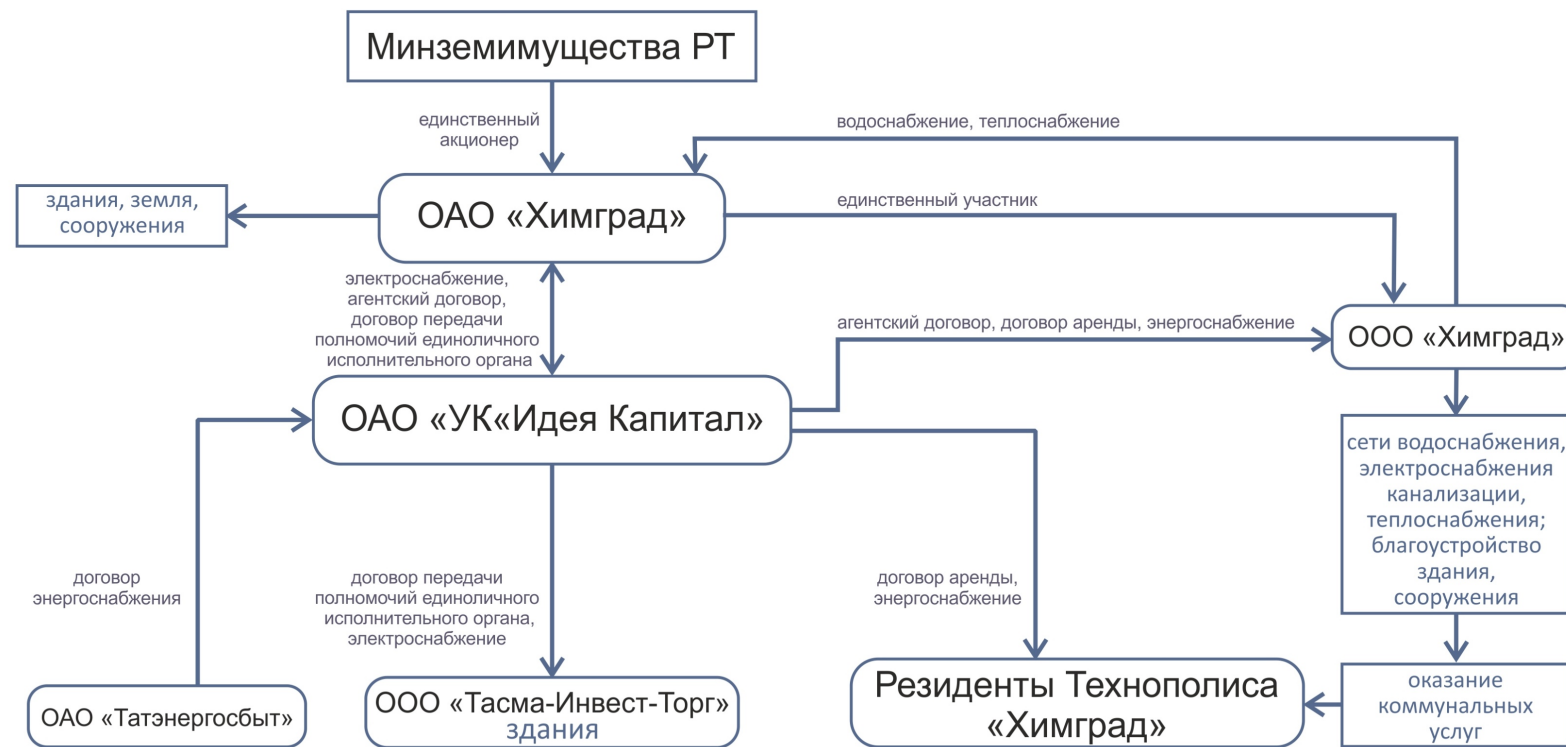 Минземимущества РТ
единственный
акционер
водоснабжение, теплоснабжение
здания, земля,
сооружения
ОАО «Химград»
единственный участник
электроснабжение,
агентский договор,
договор передачи
полномочий единоличного
исполнительного органа
агентский договор, договор аренды, энергоснабжение
ООО «Химград»
ОАО «УК«Идея Капитал»
сети водоснабжения,
электроснабжения
канализации,
теплоснабжения;
благоустройство
здания,
сооружения
договор
энергоснабжения
договор передачи
полномочий единоличного
исполнительного органа,
электроснабжение
договор аренды,
энергоснабжение
ОАО «Татэнергосбыт»
ООО «Тасма-Инвест-Торг»
здания
Резиденты Технополиса
«Химград»
оказание
коммунальных
услуг